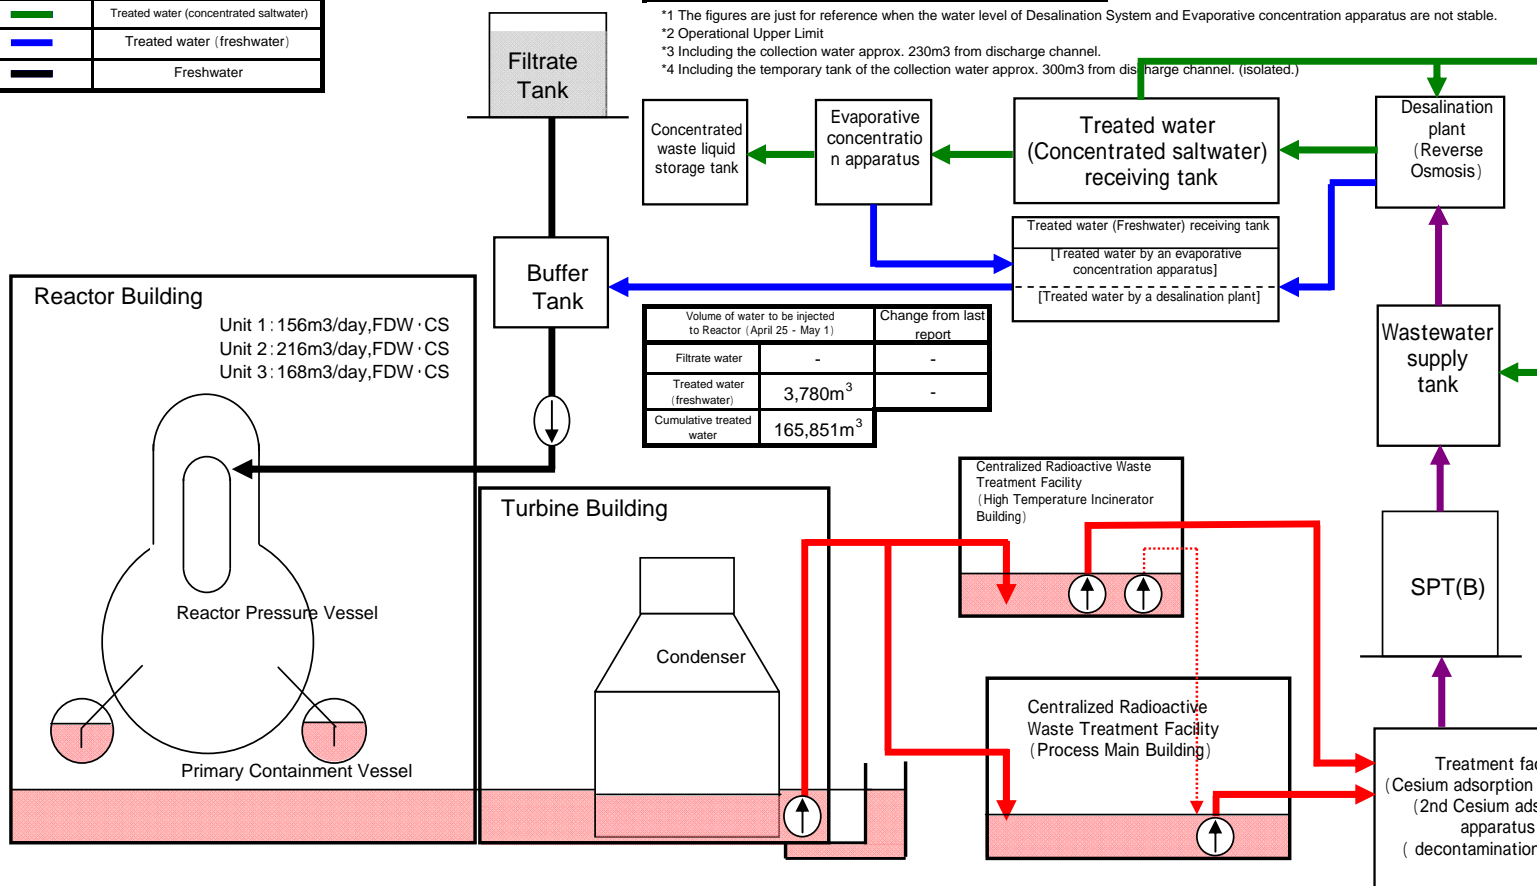 Treated water (concentrated saltwater)
Treated water (freshwater)
Freshwater
*1 The figures are just for reference when the water level of Desalination System and Evaporative concentration apparatus are not stable.
*2 Operational Upper Limit
*3 Including the collection water approx. 230m3 from discharge channel.
*4 Including the temporary tank of the collection water approx. 300m3 from discharge channel. (isolated.)
Filtrate
Tank
Concentrated
waste liquid
storage tank
Evaporative
concentratio
n apparatus
Treated water
(Concentrated saltwater)
receiving tank
Desalination
plant
(Reverse
Osmosis)
Treated water (Freshwater) receiving tank
[Treated water by an evaporative
concentration apparatus]
[Treated water by a desalination plant]
Buffer
Tank
Reactor Building
Unit 1：156m3/day,FDW・CS
Unit 2：216m3/day,FDW・CS
Unit 3：168m3/day,FDW・CS
Volume of water to be injected
to Reactor (April 25 - May 1)
Change from last
report
Filtrate water
-
-
Treated water
(freshwater)
3,780m3
-
Cumulative treated
water
165,851m3
Wastewater
supply
tank
Centralized Radioactive Waste
Treatment Facility
(High Temperature Incinerator
Building)
Turbine Building
SPT(B)
Reactor Pressure Vessel
Condenser
Centralized Radioactive
Waste Treatment Facility
(Process Main Building)
Primary Containment Vessel
Treatment fac
(Cesium adsorption
(2nd Cesium ads
apparatus
( decontamination